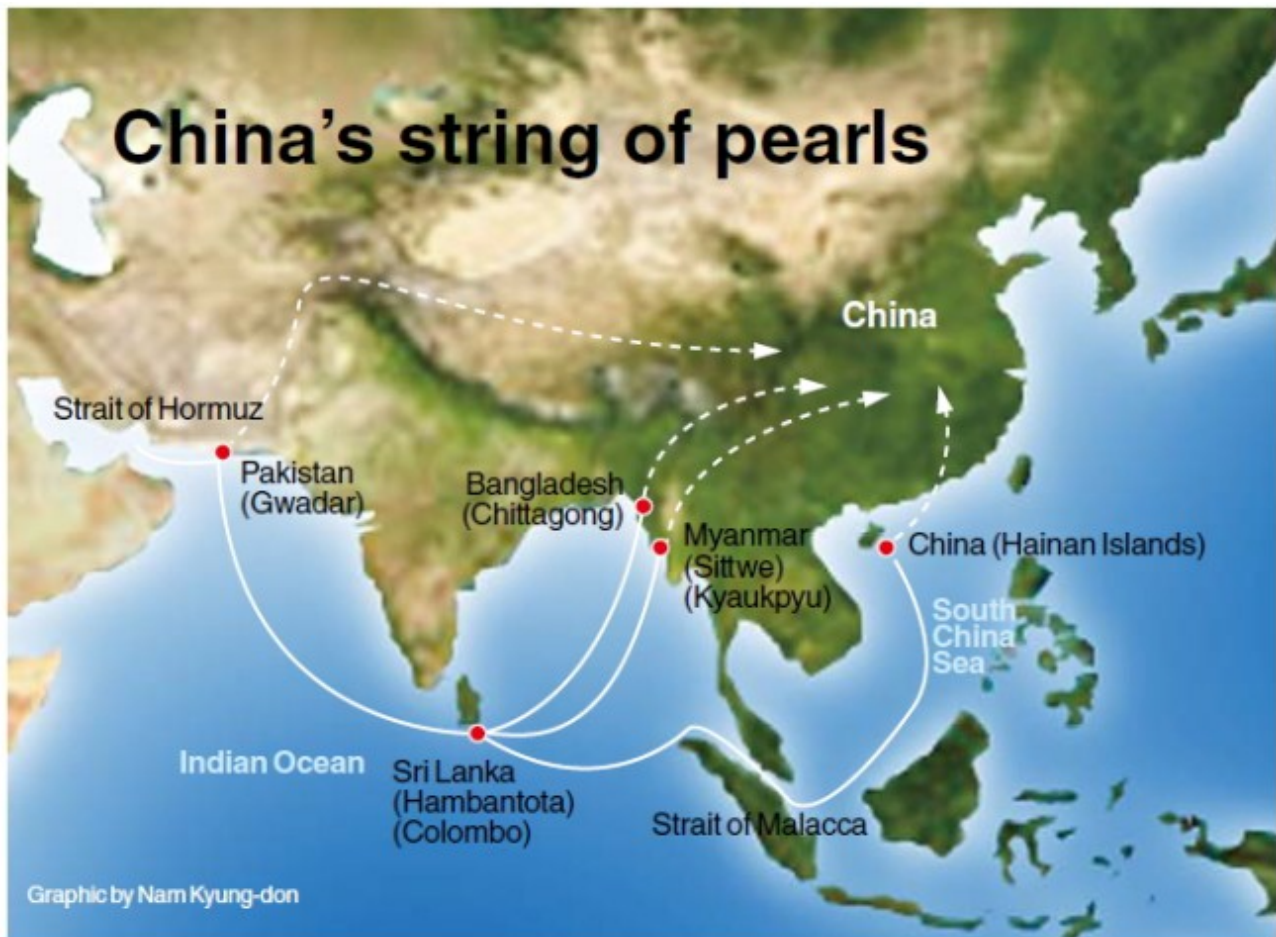 China’s string of pearls
China
Strait of Hormuz
Pakistan
(Gwadar)
Bangladesh
(Chittagong)
Myanmar
(Sittwe)
(Kyaukpyu)
China (Hainan Islands)
South
China
Sea
Indian Ocean
Sri Lanka
(Hambantota)
(Colombo)
Strait of Malacca
Graphic by Nam Kyung-don